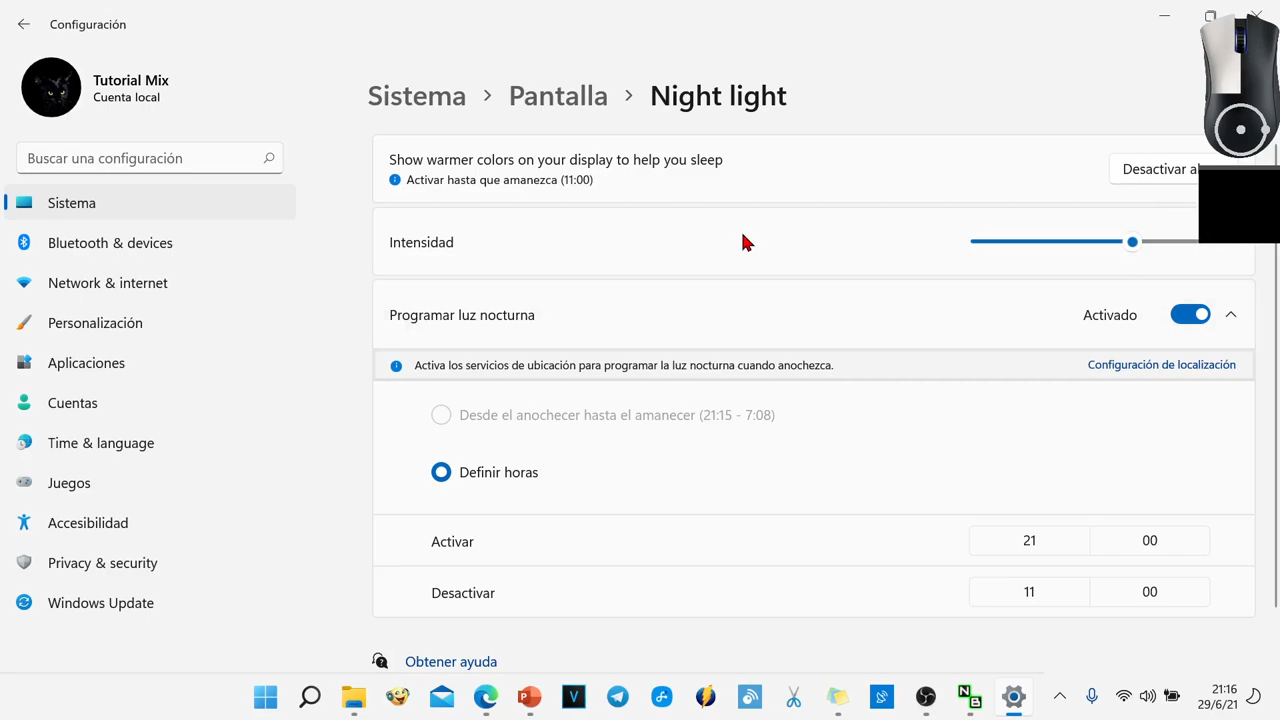 Configuración
Tutorial Mix
Cuenta local
Buscar una configuración
Sistema
Bluetooth & devices
Network & internet
Personalización
Aplicaciones
Cuentas
Time & language
Juegos
Accesibilidad
Privacy & security
Windows Update
Sistema > Pantalla > Night light
Show warmer colors on your display to help you sleep
Activar hasta que amanezca (11:00)
Desactivar
Intensidad
Programar luz nocturna
Activado
Activa los servicios de ubicación para programar la luz nocturna cuando anochezca.
Configuración de localización
Desde el anochecer hasta el amanecer (21:15 - 7:08)
Definir horas
Activar
21 00
Desactivar
11 00
Obtener ayuda
21:16
29/6/21